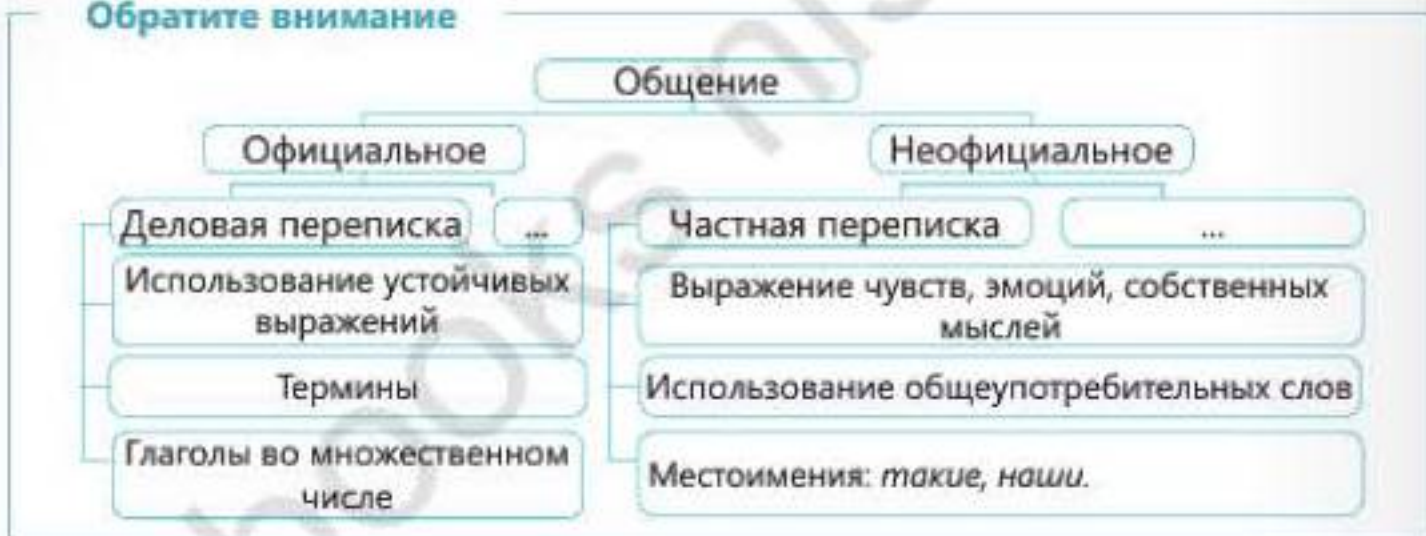 Обратите внимание
Общение
Официальное
Неофициальное
Деловая переписка
...
Частная переписка
...
Использование устойчивых
выражений
Выражение чувств, эмоций, собственных
мыслей
Термины
Использование общеупотребительных слов
Глаголы во множественном
числе
Местоимения: такие, наши.